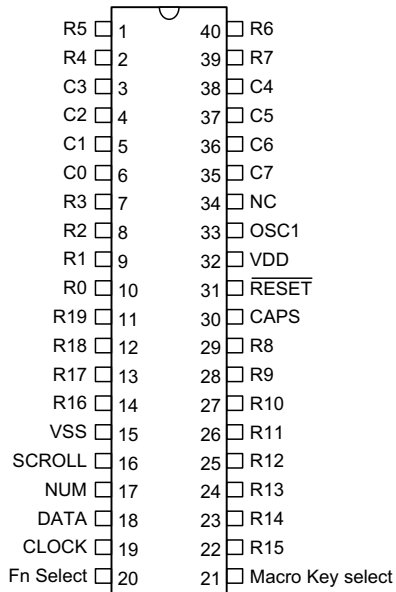 R5 1 40 R6
R4 2 39 R7
C3 3 38 C4
C2 4 37 C5
C1 5 36 C6
C0 6 35 C7
R3 7 34 NC
R2 8 33 OSC1
R1 9 32 VDD
R0 10 31 RESET
R19 11 30 CAPS
R18 12 29 R8
R17 13 28 R9
R16 14 27 R10
VSS 15 26 R11
SCROLL 16 25 R12
NUM 17 24 R13
DATA 18 23 R14
CLOCK 19 22 R15
Fn Select 20 21 Macro Key select